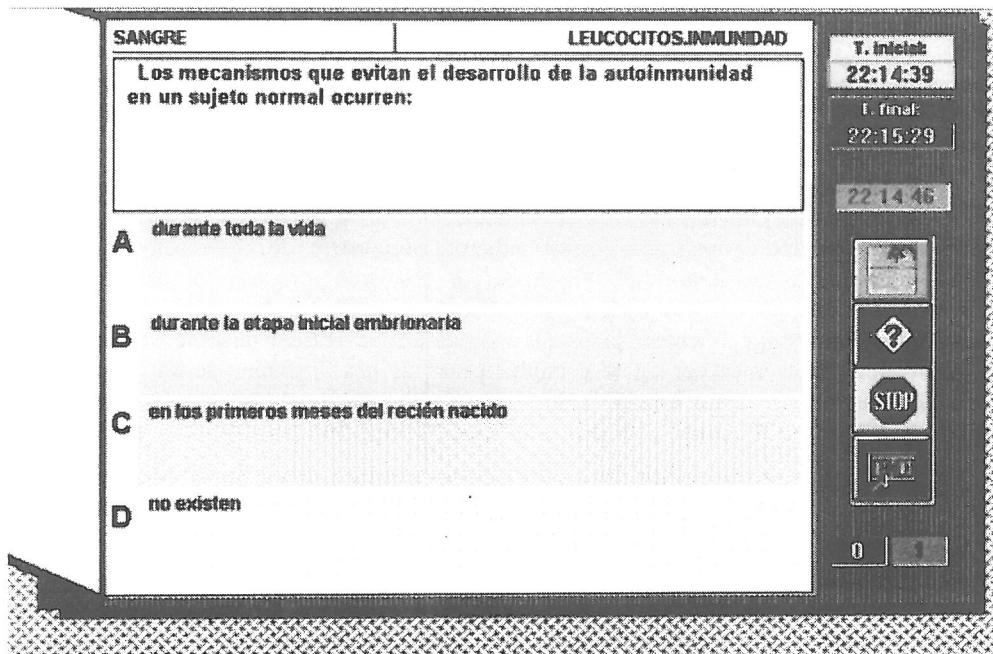 SANGRE
LEUCOCITOS.INMUNIDAD
Los mecanismos que evitan el desarrollo de la autoinmunidad
en un sujeto normal ocurren:
A durante toda la vida
B durante la etapa inicial embrionaria
C en los primeros meses del recién nacido
D no existen
T. inicial:
22:14:39
T. final:
22:15:29
22 14 46
?
STOP
0 1